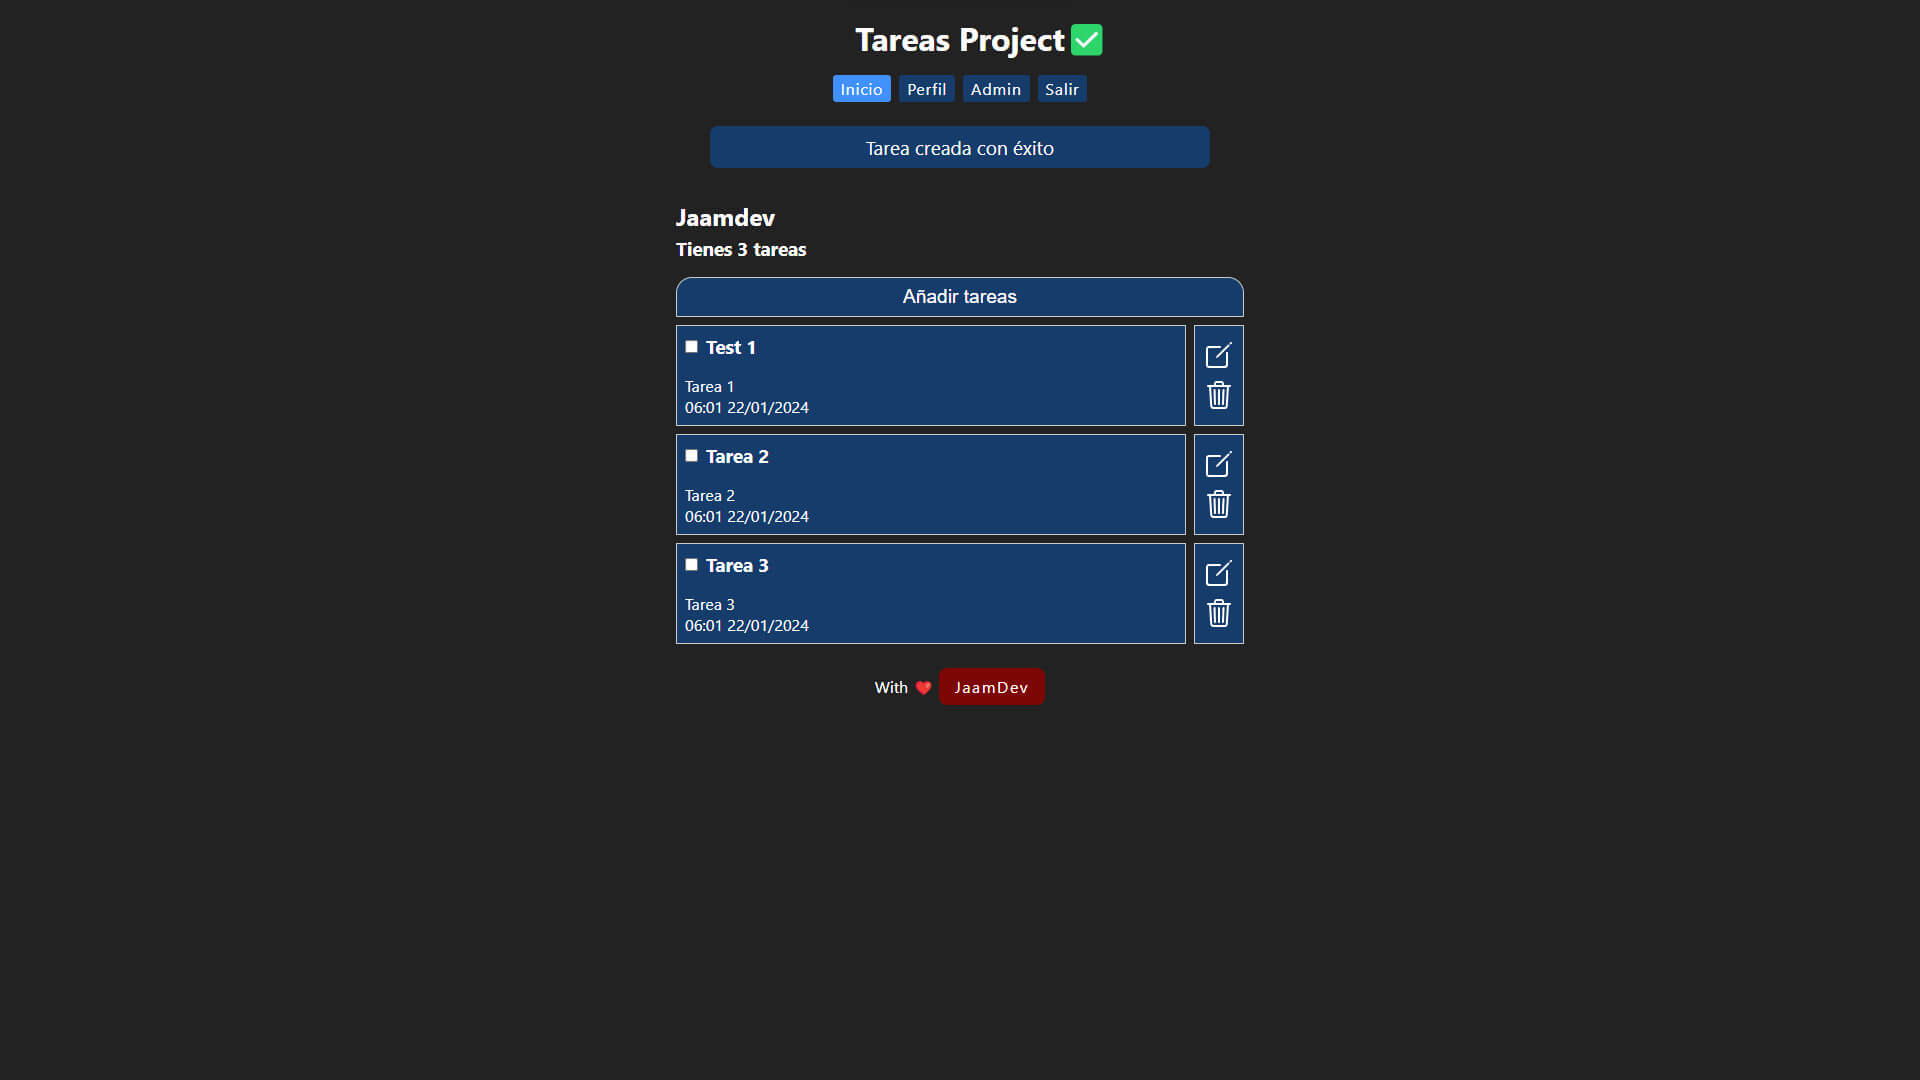 Tareas Project ✅
Inicio Perfil Admin Salir
Tarea creada con éxito
Jaamdev
Tienes 3 tareas
Añadir tareas
Test 1
Tarea 1
06:01 22/01/2024
Tarea 2
Tarea 2
06:01 22/01/2024
Tarea 3
Tarea 3
06:01 22/01/2024
With ❤️ JaamDev